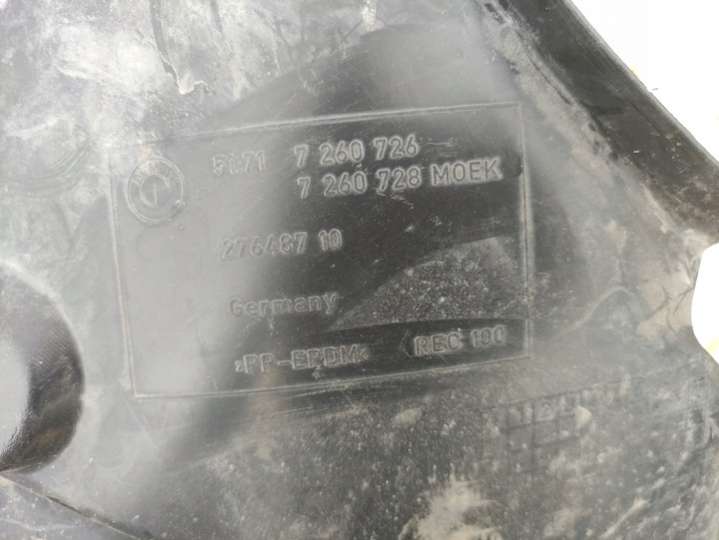 51.71 7 260 726
7 260 728 MOEK
276487 10
Germany
>PP-EPDM< REC 100